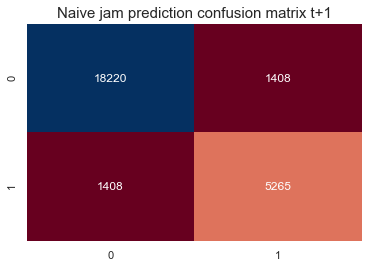 Naive jam prediction confusion matrix t+1
0 18220 1408
1 1408 5265
0 1